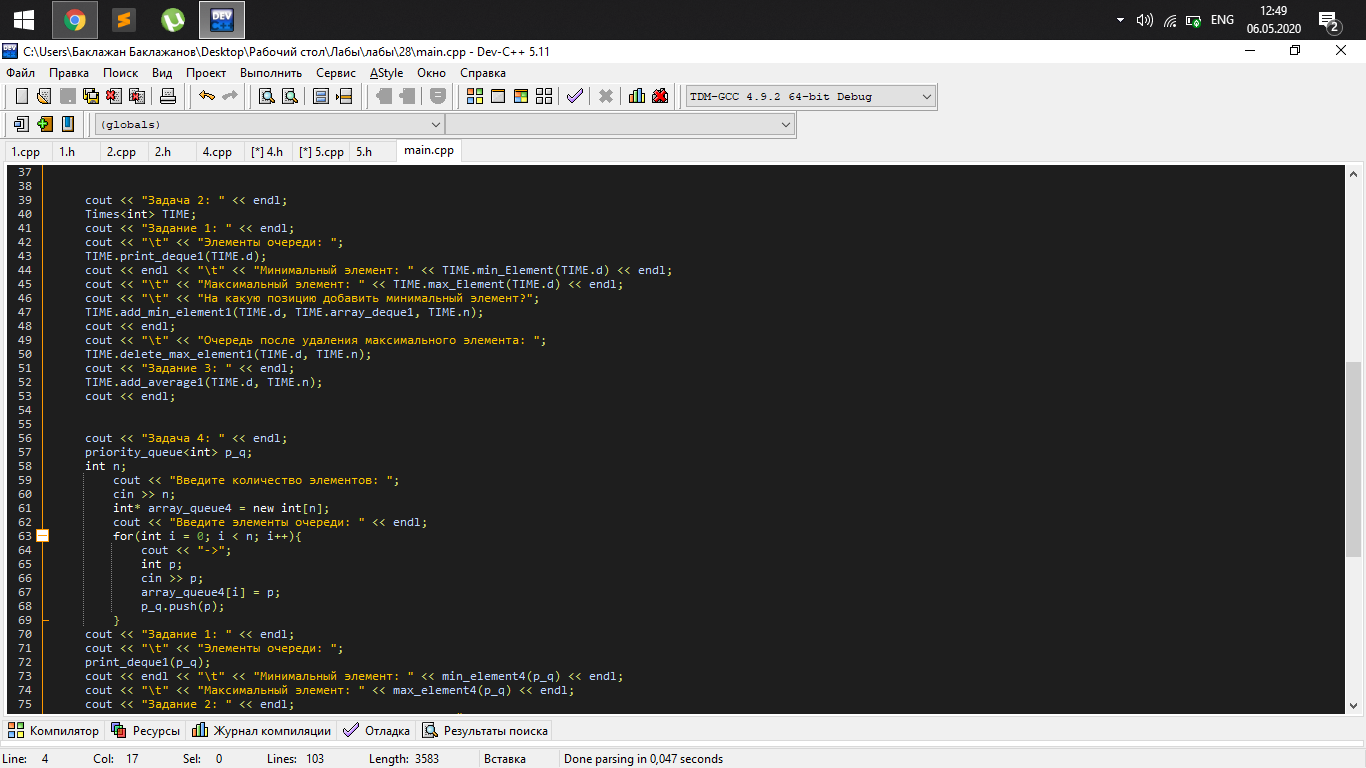 DEV
ENG
12:49
06.05.2020
2
C:\Users\Баклажан Баклажанов\Desktop\Рабочий стол\Лабы\лабы\28\main.cpp - Dev-C++ 5.11
Файл Правка Поиск Вид Проект Выполнить Сервис AStyle Окно Справка
TDM-GCC 4.9.2 64-bit Debug
(globals)
1.cpp 1.h 2.cpp 2.h 4.cpp [*] 4.h [*] 5.cpp 5.h main.cpp
37
38
39 cout << "Задача 2: " << endl;
40 Times<int> TIME;
41 cout << "Задание 1: " << endl;
42 cout << "\t" << "Элементы очереди: ";
43 TIME.print_deque1(TIME.d);
44 cout << endl << "\t" << "Минимальный элемент: " << TIME.min_Element(TIME.d) << endl;
45 cout << "\t" << "Максимальный элемент: " << TIME.max_Element(TIME.d) << endl;
46 cout << "\t" << "На какую позицию добавить минимальный элемент?";
47 TIME.add_min_element1(TIME.d, TIME.array_deque1, TIME.n);
48 cout << endl;
49 cout << "\t" << "Очередь после удаления максимального элемента: ";
50 TIME.delete_max_element1(TIME.d, TIME.n);
51 cout << "Задание 3: " << endl;
52 TIME.add_average1(TIME.d, TIME.n);
53 cout << endl;
54
55
56 cout << "Задача 4: " << endl;
57 priority_queue<int> p_q;
58 int n;
59 cout << "Введите количество элементов: ";
60 cin >> n;
61 int* array_queue4 = new int[n];
62 cout << "Введите элементы очереди: " << endl;
63 for(int i = 0; i < n; i++){
64 cout << "->";
65 int p;
66 cin >> p;
67 array_queue4[i] = p;
68 p_q.push(p);
69 }
70 cout << "Задание 1: " << endl;
71 cout << "\t" << "Элементы очереди: ";
72 print_deque1(p_q);
73 cout << endl << "\t" << "Минимальный элемент: " << min_element4(p_q) << endl;
74 cout << "\t" << "Максимальный элемент: " << max_element4(p_q) << endl;
75 cout << "Задание 2: " << endl;
Компилятор Ресурсы Журнал компиляции Отладка Результаты поиска
Line: 4 Col: 17 Sel: 0 Lines: 103 Length: 3583 Вставка Done parsing in 0,047 seconds